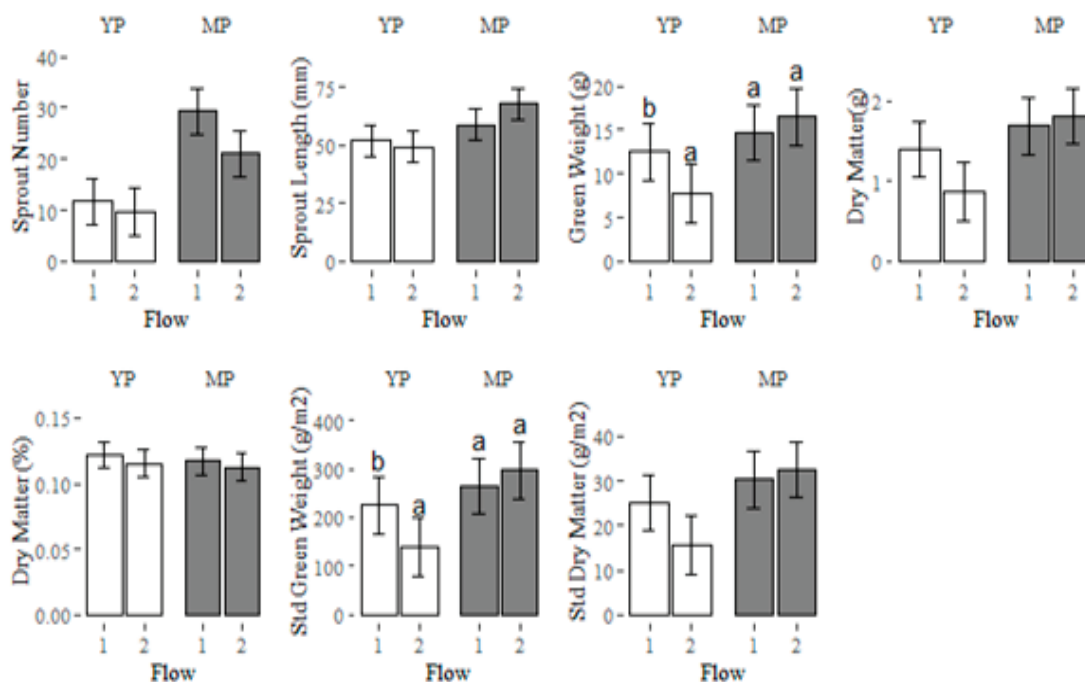 YP MP
Sprout Number
40
30
20
10
0
1 2 1 2
Flow
YP MP
Sprout Length (mm)
75
50
25
0
1 2 1 2
Flow
YP MP
Green Weight (g)
20
15
10
5
0
b a a a
1 2 1 2
Flow
YP MP
Dry Matter(g)
2
1
0
1 2 1 2
Flow
YP MP
Dry Matter (%)
0.15
0.10
0.05
0.00
1 2 1 2
Flow
YP MP
Std Green Weight (g/m2)
400
300
200
100
0
b a a a
1 2 1 2
Flow
YP MP
Std Dry Matter (g/m2)
40
30
20
10
0
1 2 1 2
Flow